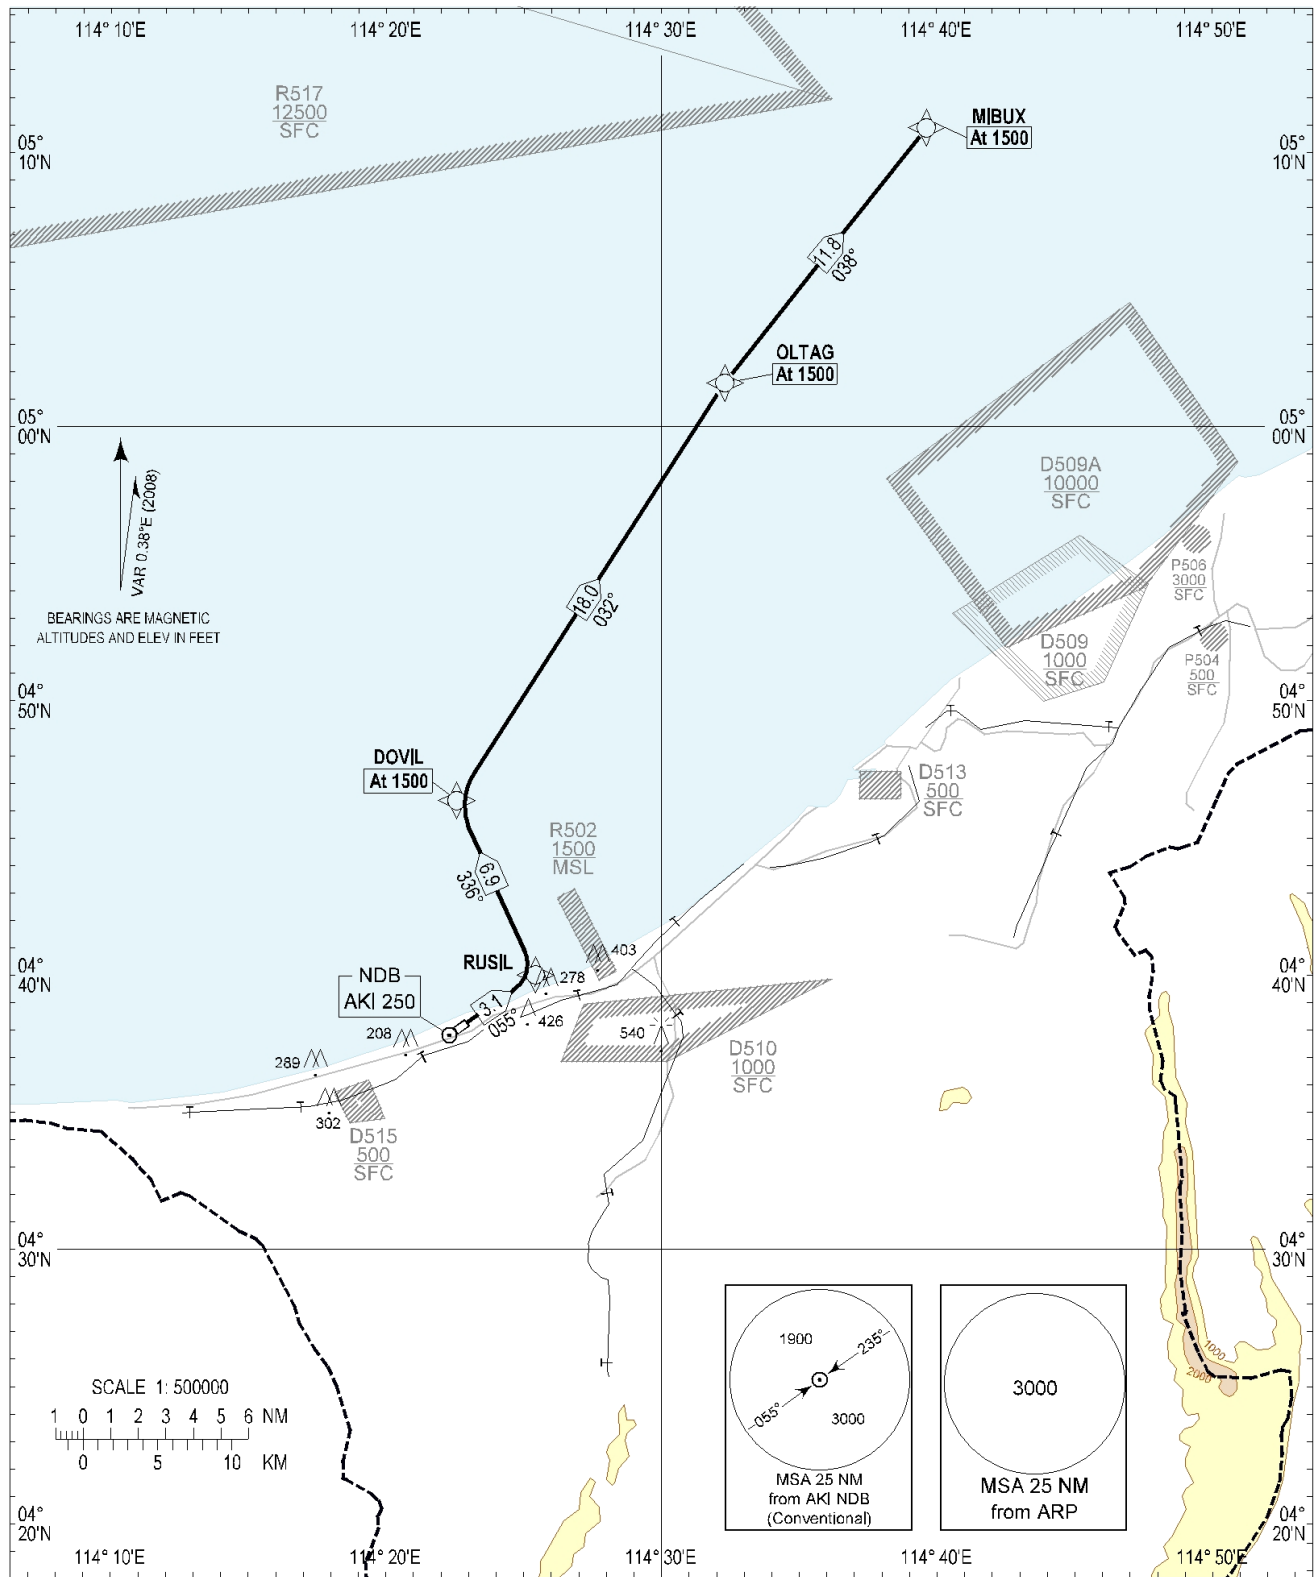 114° 10'E
114° 20'E
114° 30'E
114° 40'E
114° 50'E
R517
12500
SFC
MIBUX
At 1500
05°
10'N
05°
10'N
11.8
038°
OLTAG
At 1500
05°
00'N
05°
00'N
VAR 0.38°E (2008)
BEARINGS ARE MAGNETIC
ALTITUDES AND ELEV IN FEET
D509A
10000
SFC
P506
3000
SFC
18.0
032°
D509
1000
SFC
P504
500
SFC
04°
50'N
04°
50'N
DOVIL
At 1500
D513
500
SFC
R502
1500
MSL
6.9
336°
RUSIL
403
278
04°
40'N
04°
40'N
NDB
AKI 250
3.1
055°
426
208
540
289
D510
1000
SFC
302
D515
500
SFC
04°
30'N
04°
30'N
1900
235°
055°
3000
MSA 25 NM
from AKI NDB
(Conventional)
3000
MSA 25 NM
from ARP
1000
2000
SCALE 1: 500000
1 0 1 2 3 4 5 6 NM
0 5 10 KM
04°
20'N
04°
20'N
114° 10'E
114° 20'E
114° 30'E
114° 40'E
114° 50'E